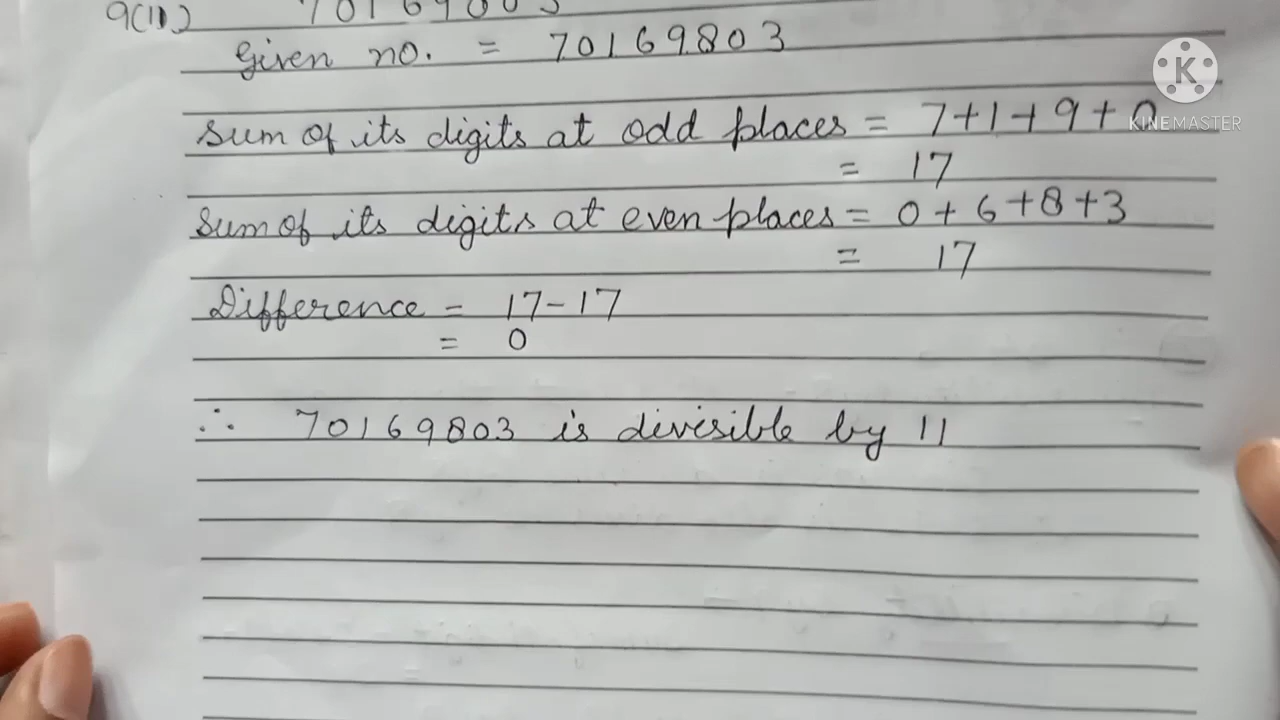 9(11) 70169803
Given no. = 70169803
Sum of its digits at odd places = 7+1+9+0
= 17
Sum of its digits at even places = 0+6+8+3
= 17
Difference = 17-17
= 0
∴ 70169803 is divisible by 11
K
KINEMASTER